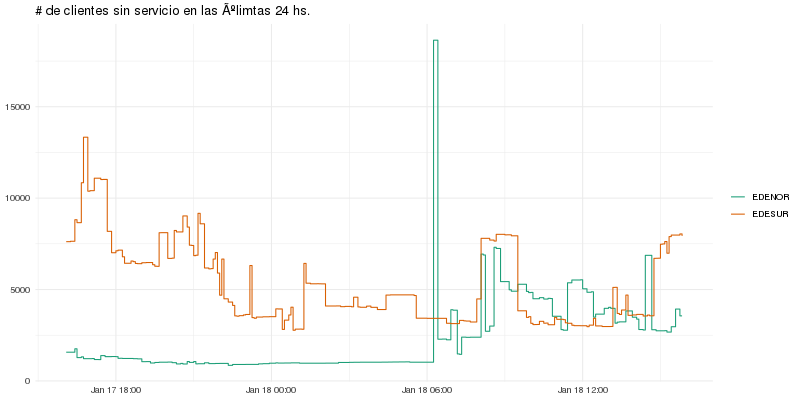 # de clientes sin servicio en las Ãºlimtas 24 hs.
15000
10000
5000
0
Jan 17 18:00
Jan 18 00:00
Jan 18 06:00
Jan 18 12:00
EDENOR
EDESUR